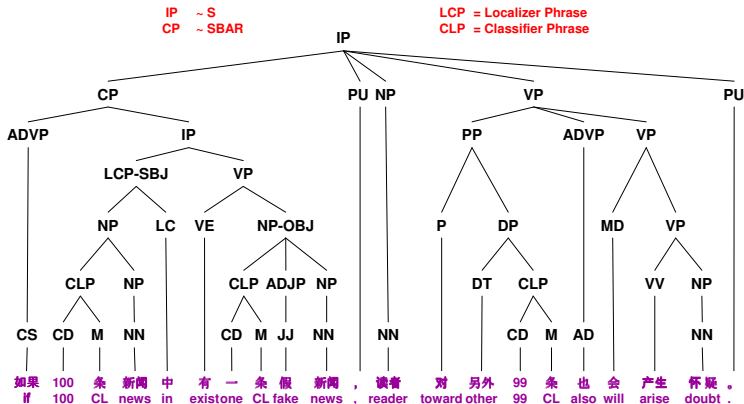 IP ~ S LCP = Localizer Phrase
CP ~ SBAR CLP = Classifier Phrase
IP
CP PU NP VP PU
ADVP IP PP ADVP VP
LCP-SBJ VP
NP LC VE NP-OBJ P DP MD VP
CLP NP CLP ADJP NP DT CLP VV NP
CS CD M NN CD M JJ NN NN CD M AD NN
如果 100 条 新闻 中 有 一 条 假 新闻 , 读者 对 另外 99 条 也 会 产生 怀疑 。
if 100 CL news in exist one CL fake news , reader toward other 99 CL also will arise doubt .